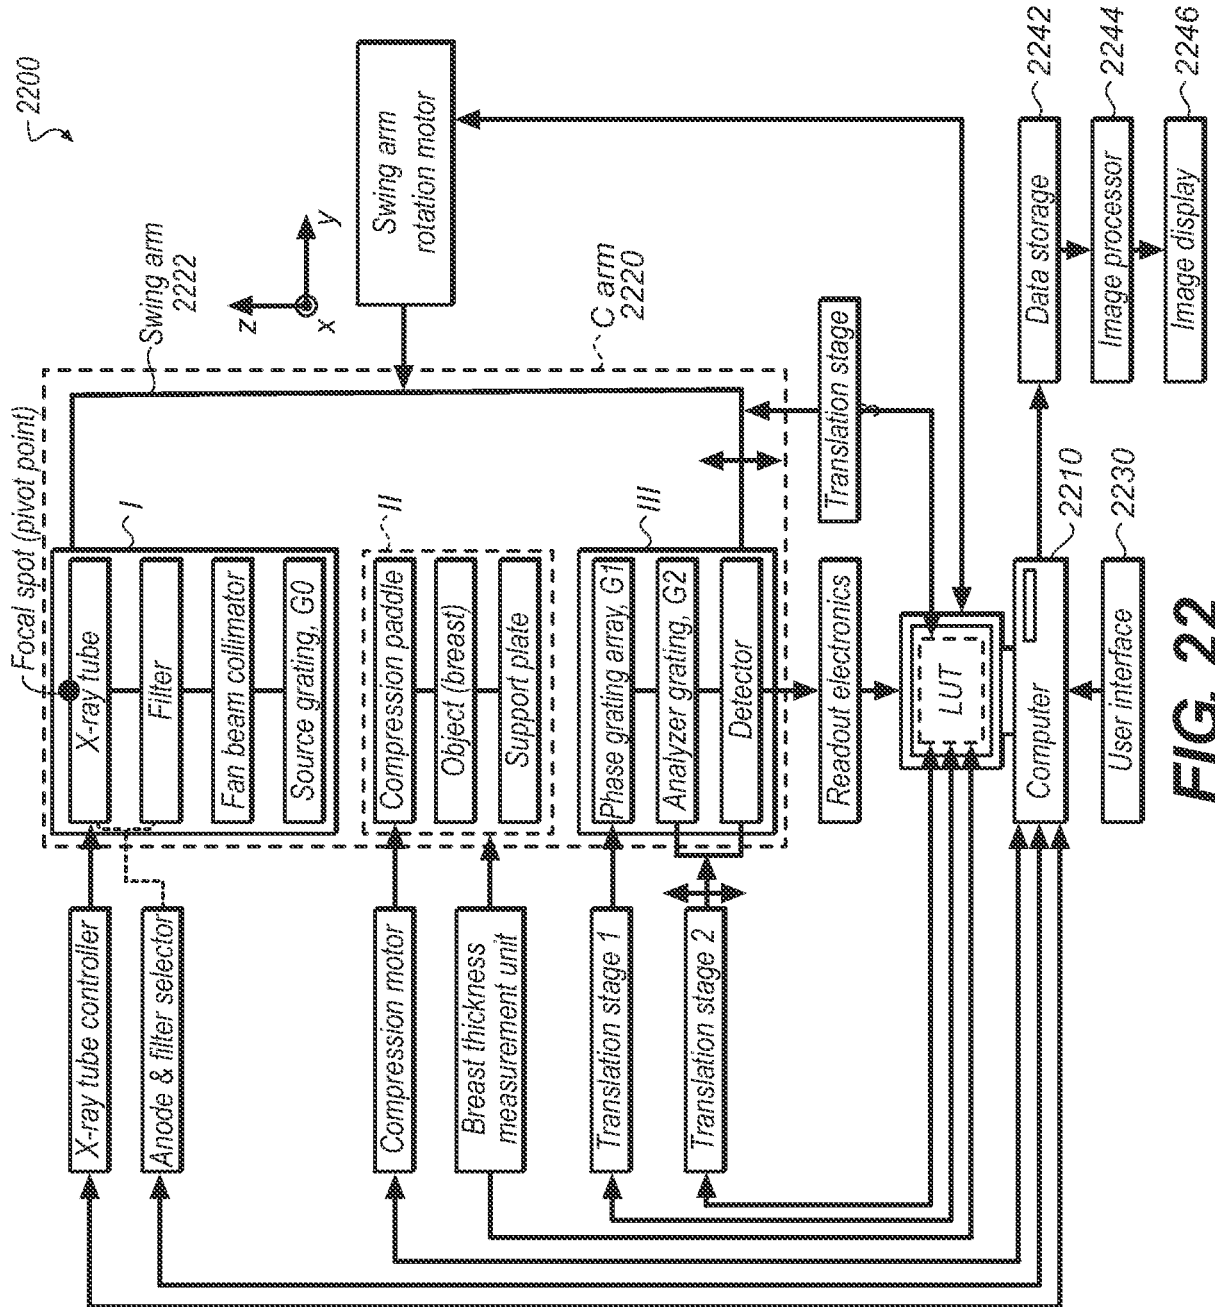 2200
Focal spot (pivot point)
Swing arm
2222
z
y
x
Swing arm
rotation motor
C arm
2220
I
X-ray tube
Filter
Fan beam collimator
Source grating, G0
II
Compression paddle
Object (breast)
Support plate
III
Phase grating array, G1
Analyzer grating, G2
Detector
X-ray tube controller
Anode & filter selector
Compression motor
Breast thickness
measurement unit
Translation stage 1
Translation stage 2
Translation stage
Readout electronics
LUT
Computer
2210
User interface
2230
Data storage
2242
Image processor
2244
Image display
2246
FIG. 22